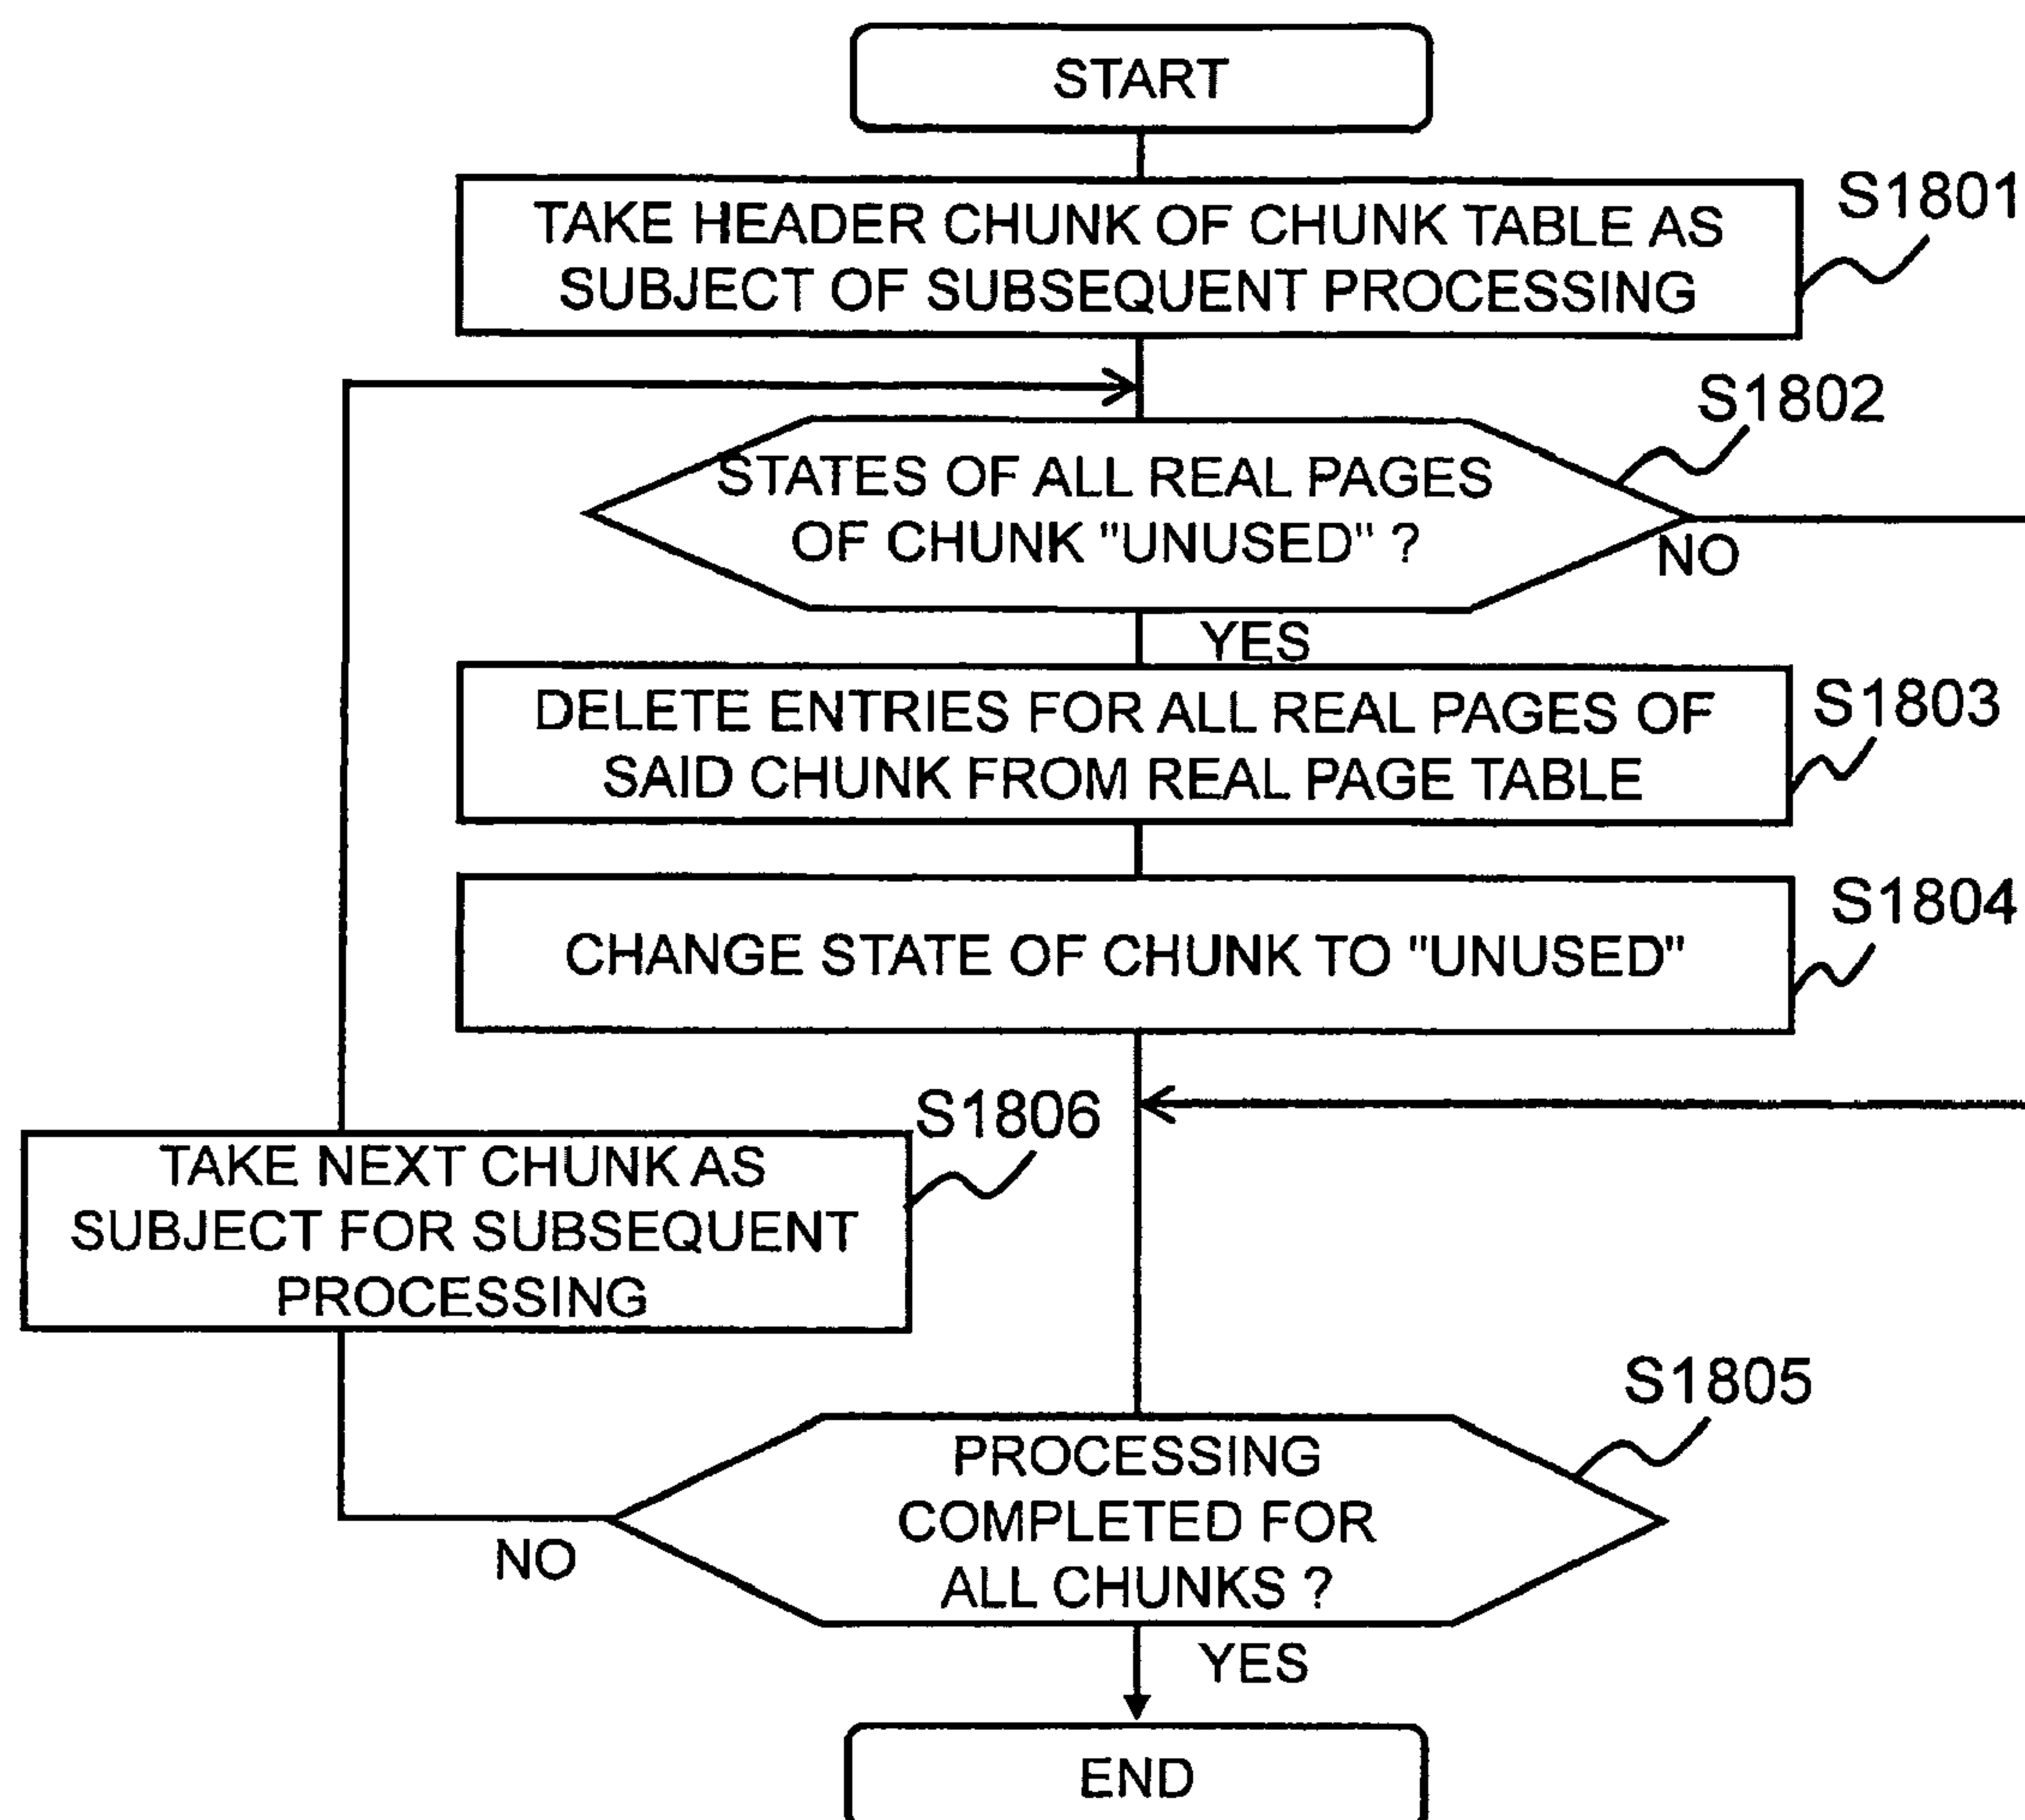 START
S1801
TAKE HEADER CHUNK OF CHUNK TABLE AS
SUBJECT OF SUBSEQUENT PROCESSING
S1802
STATES OF ALL REAL PAGES
OF CHUNK "UNUSED" ?
NO
YES
S1803
DELETE ENTRIES FOR ALL REAL PAGES OF
SAID CHUNK FROM REAL PAGE TABLE
S1804
CHANGE STATE OF CHUNK TO "UNUSED"
S1806
TAKE NEXT CHUNK AS
SUBJECT FOR SUBSEQUENT
PROCESSING
S1805
PROCESSING
COMPLETED FOR
ALL CHUNKS ?
NO
YES
END